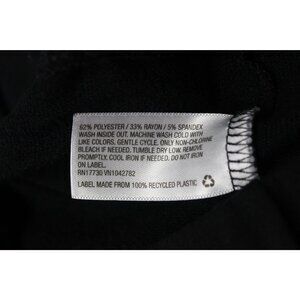 62% POLYESTER / 33% RAYON / 5% SPANDEX
WASH INSIDE OUT. MACHINE WASH COLD WITH
LIKE COLORS, GENTLE CYCLE. ONLY NON-CHLORINE
BLEACH IF NEEDED. TUMBLE DRY LOW. REMOVE
PROMPTLY. COOL IRON IF NEEDED. DO NOT IRON
ON LABEL.
RN17730 VN1042782
LABEL MADE FROM 100% RECYCLED PLASTIC